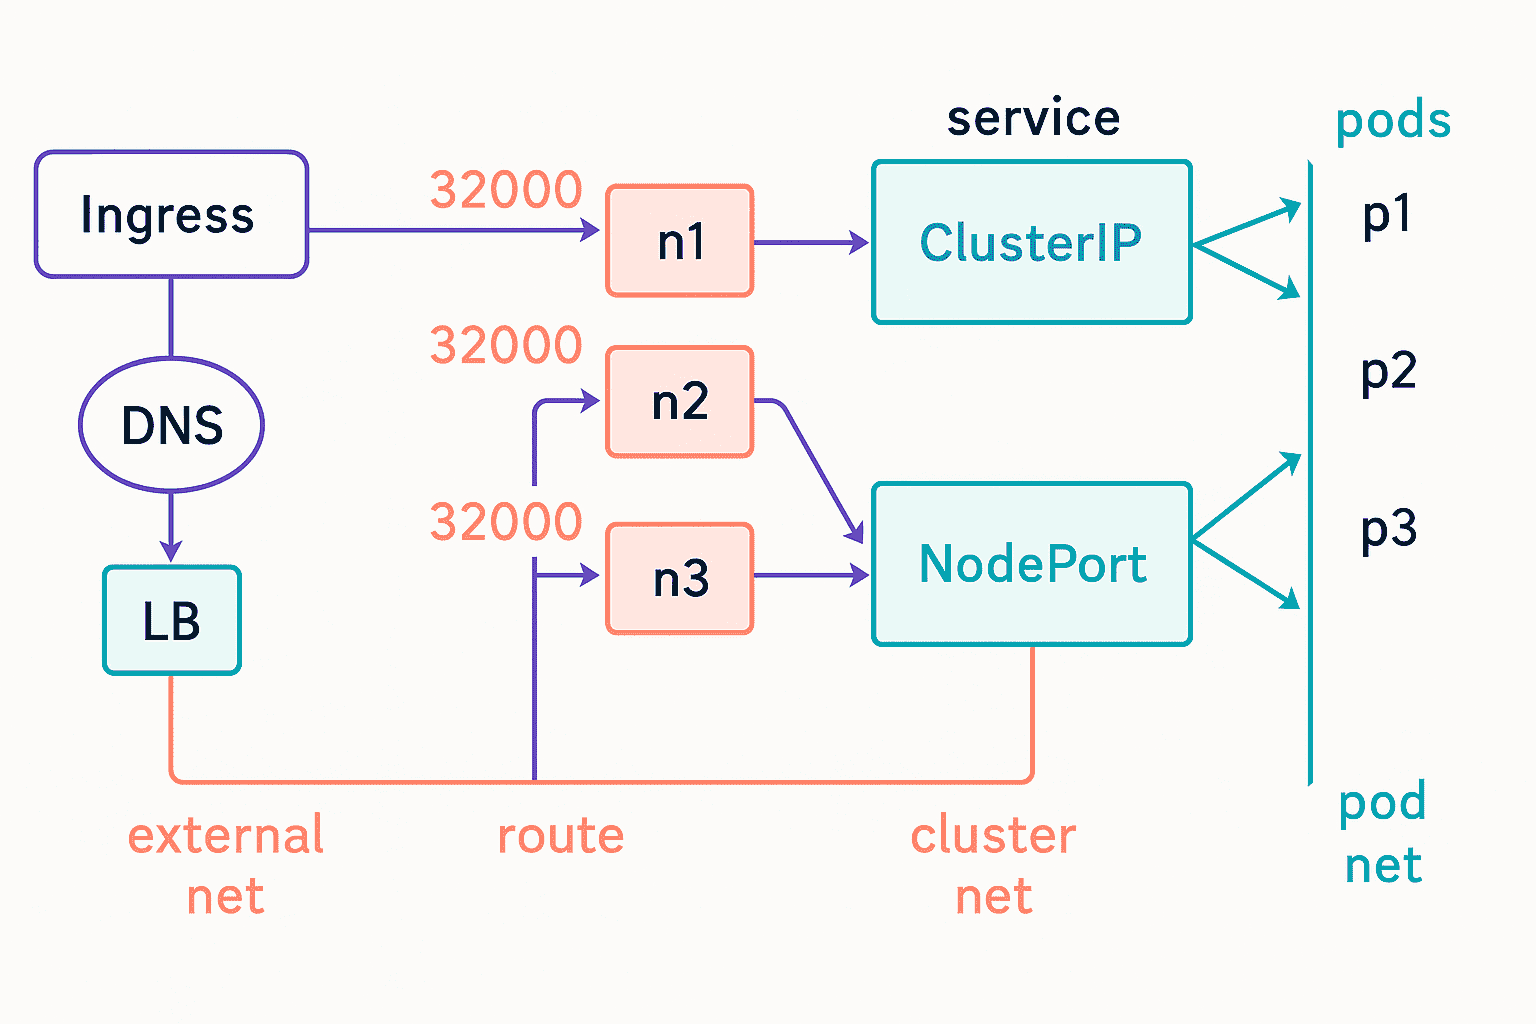 service
pods
Ingress
32000
n1
ClusterIP
p1
32000
n2
p2
DNS
32000
n3
NodePort
p3
LB
external
net
route
cluster
net
pod
net